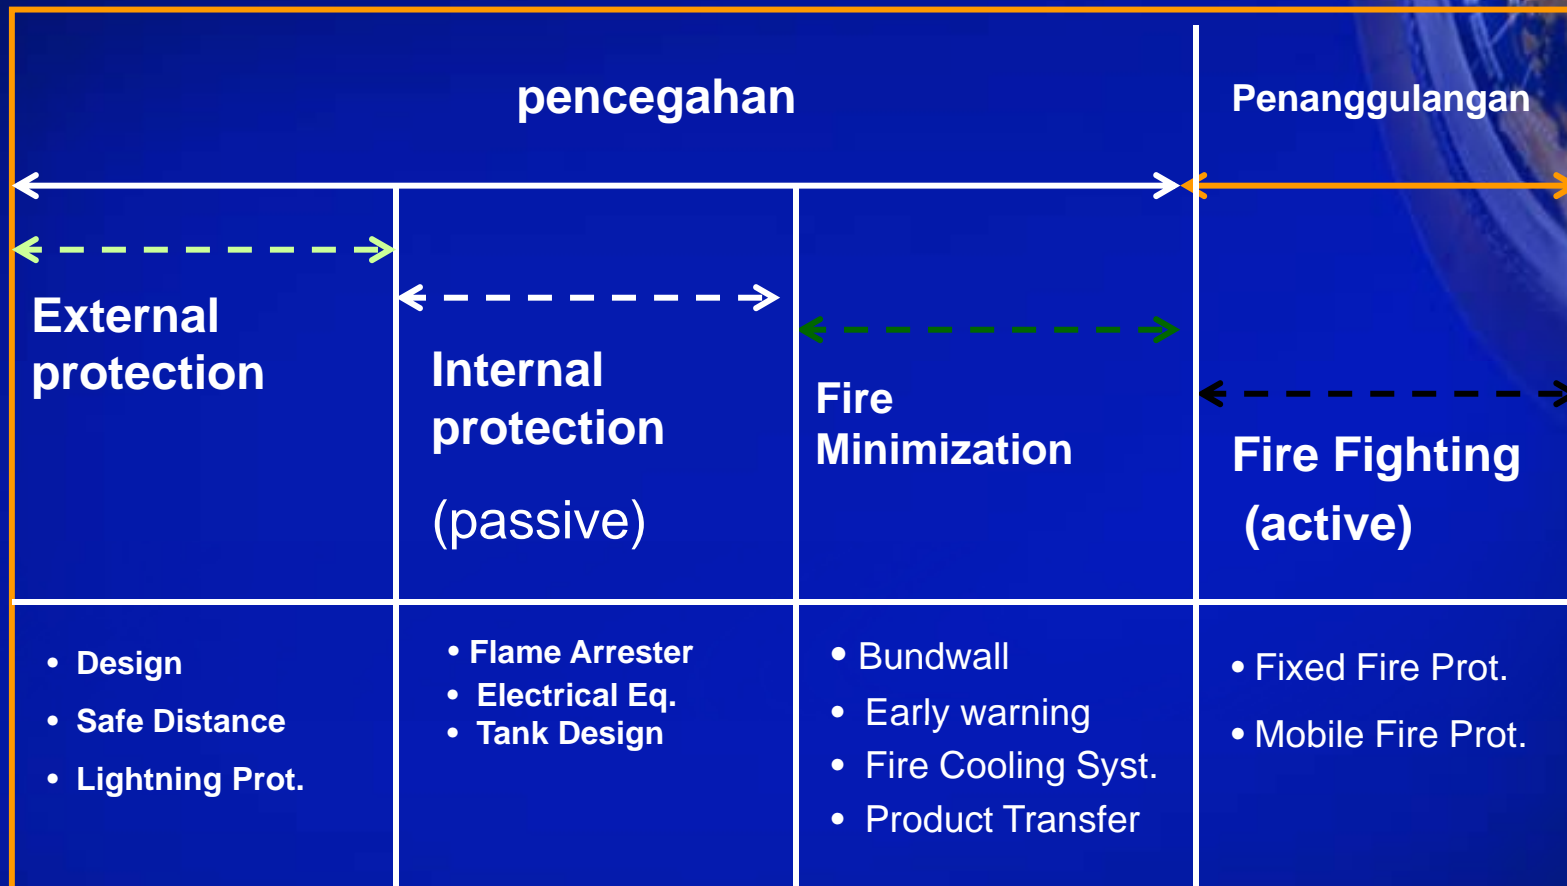 pencegahan
Penanggulangan
External
protection
Internal
protection
(passive)
Fire
Minimization
Fire Fighting
(active)
• Design
• Safe Distance
• Lightning Prot.
• Flame Arrester
• Electrical Eq.
• Tank Design
• Bundwall
• Early warning
• Fire Cooling Syst.
• Product Transfer
• Fixed Fire Prot.
• Mobile Fire Prot.